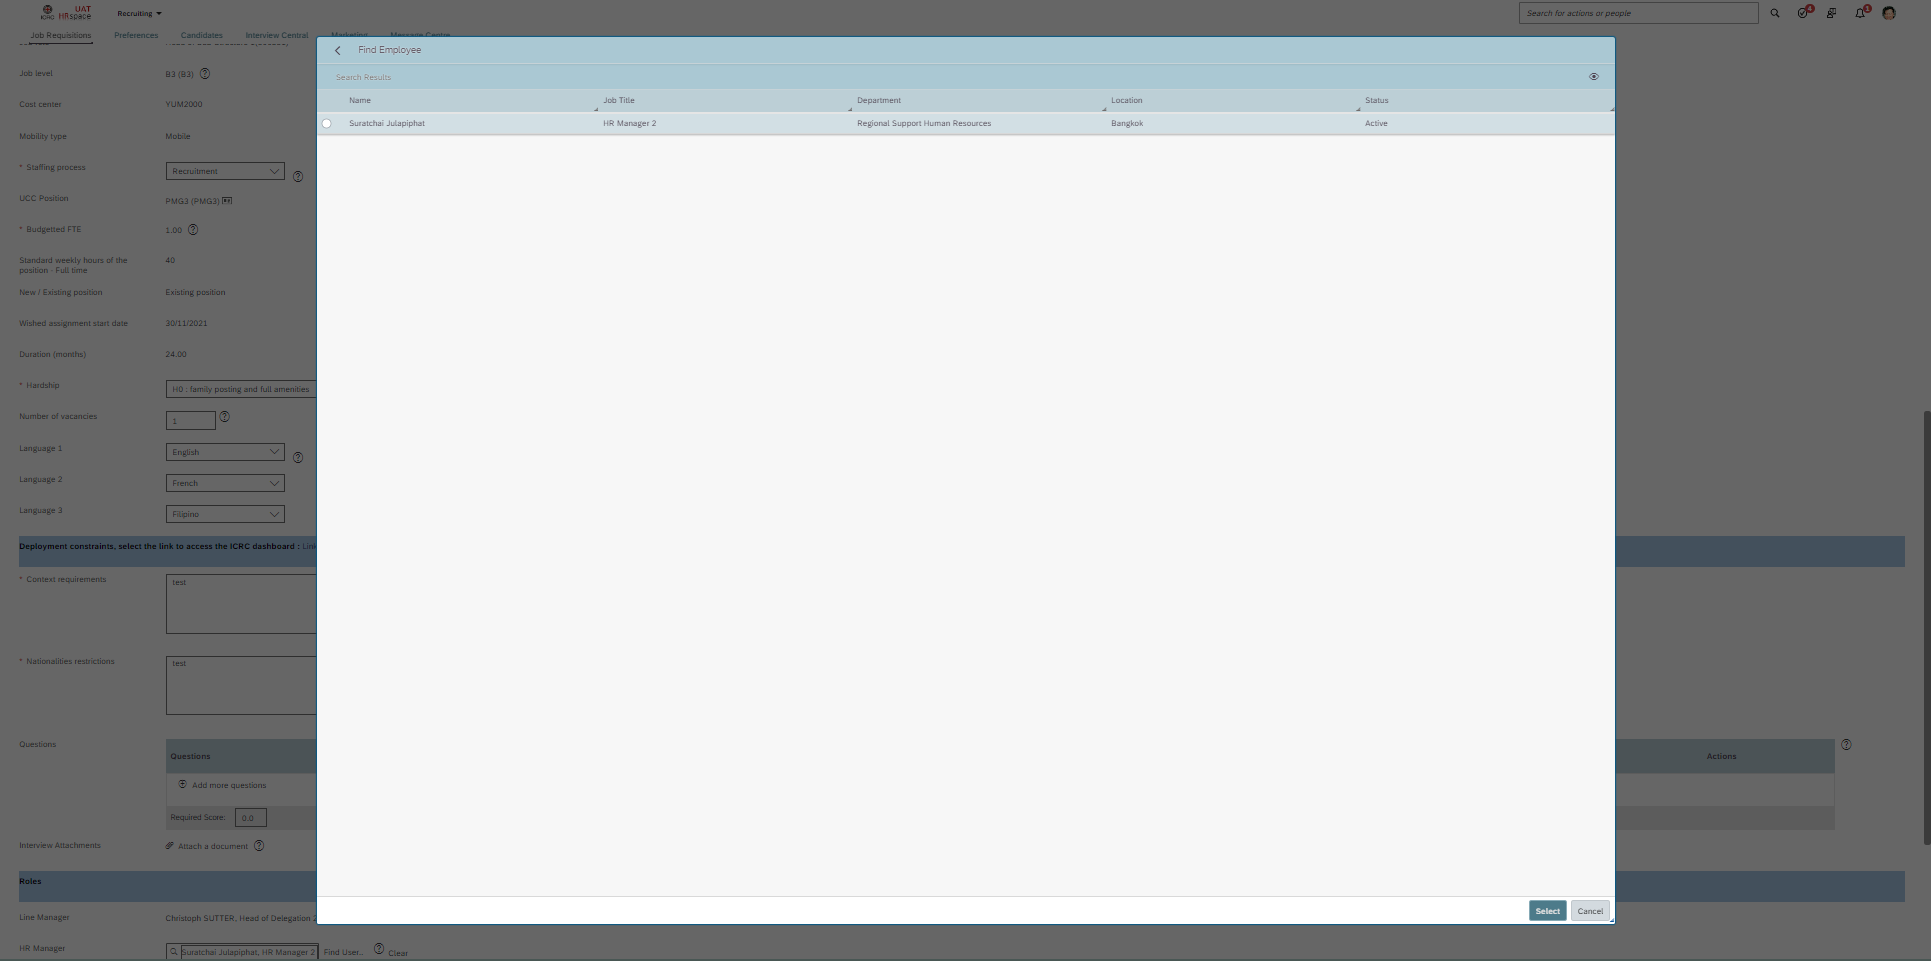 UAT
ICRC HRspace
Recruiting
Search for actions or people
4
1
Job Requisitions
Preferences
Candidates
Interview Central
Marketing
Message Centre
Find Employee
Search Results
Name
Job Title
Department
Location
Status
Suratchai Julapiphat
HR Manager 2
Regional Support Human Resources
Bangkok
Active
Job level
B3 (B3)
Cost center
YUM2000
Mobility type
Mobile
* Staffing process
Recruitment
UCC Position
PMG3 (PMG3)
* Budgetted FTE
1.00
Standard weekly hours of the
position - Full time
40
New / Existing position
Existing position
Wished assignment start date
30/11/2021
Duration (months)
24.00
* Hardship
H0 : family posting and full amenities
Number of vacancies
1
Language 1
English
Language 2
French
Language 3
Filipino
Deployment constraints, select the link to access the ICRC dashboard : Link
* Context requirements
test
* Nationalities restrictions
test
Questions
Questions
Actions
Add more questions
Required Score:
0.0
Interview Attachments
Attach a document
Roles
Line Manager
Christoph SUTTER, Head of Delegation 2
HR Manager
Suratchai Julapiphat, HR Manager 2
Find User...
Clear
Select
Cancel